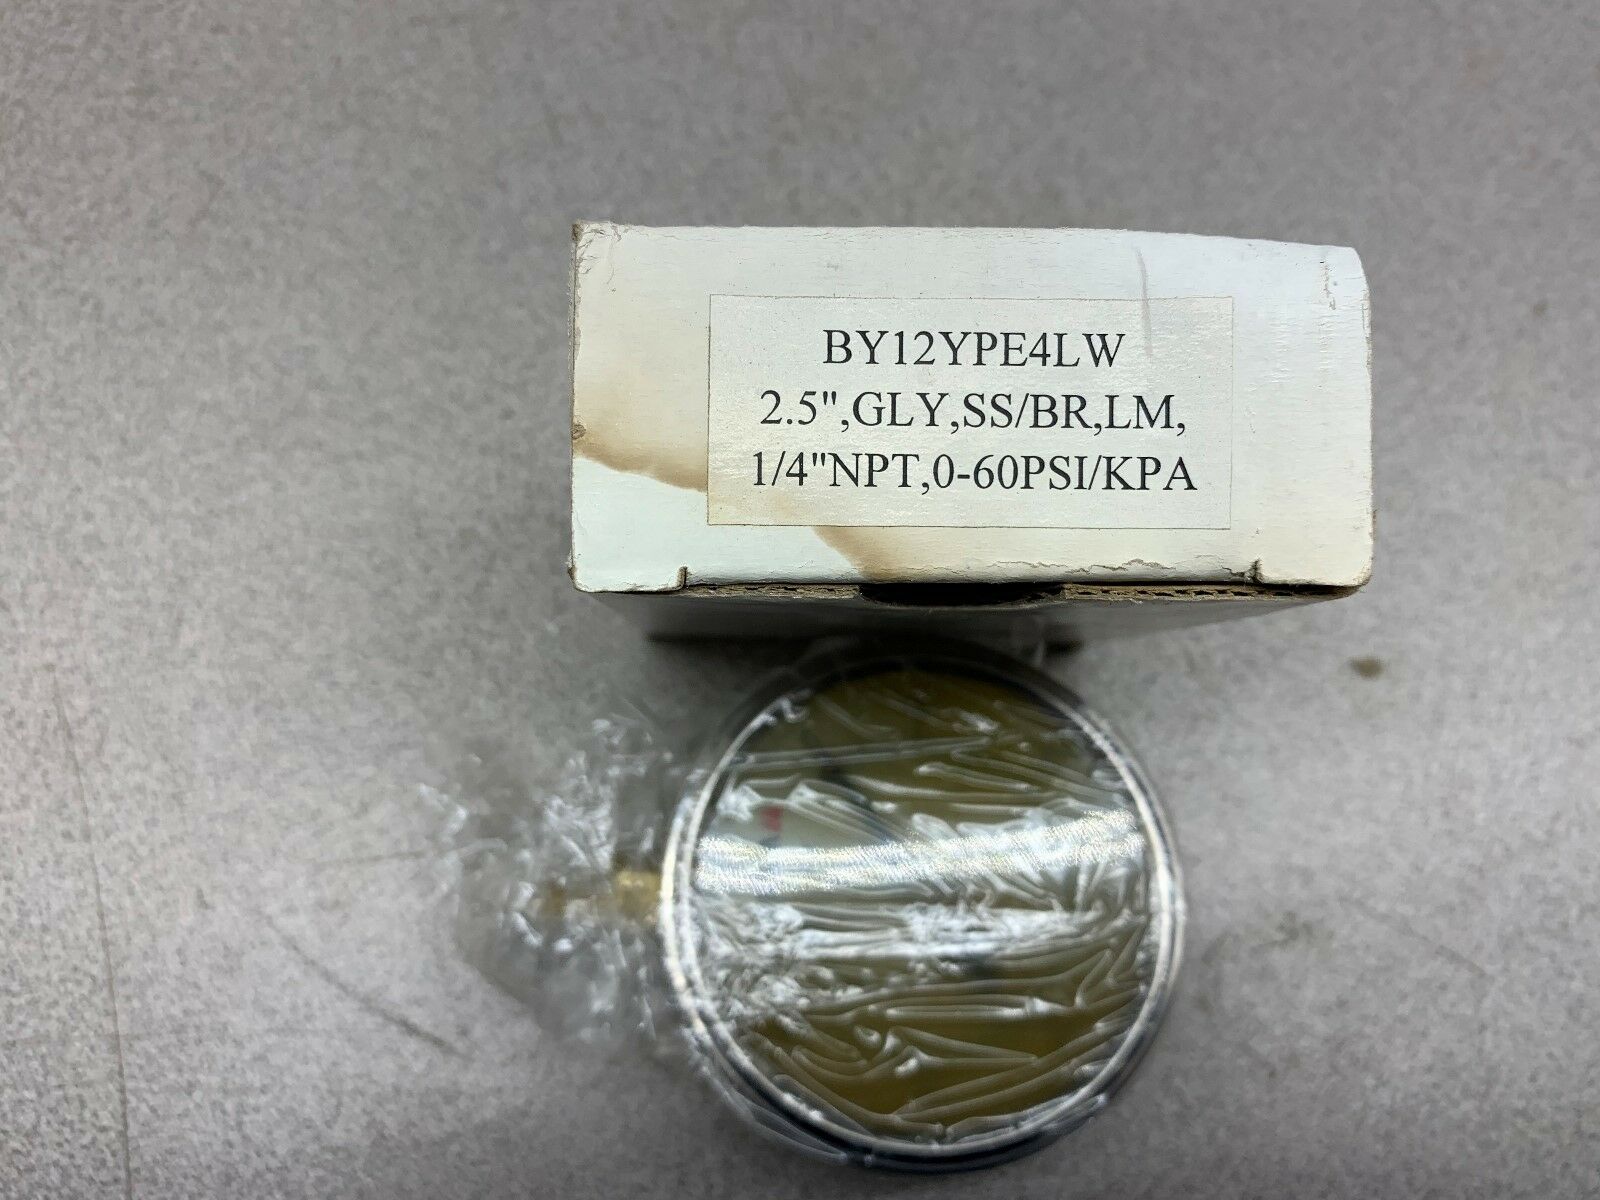 BY12YPE4LW
2.5",GLY,SS/BR,LM,
1/4"NPT,0-60PSI/KPA